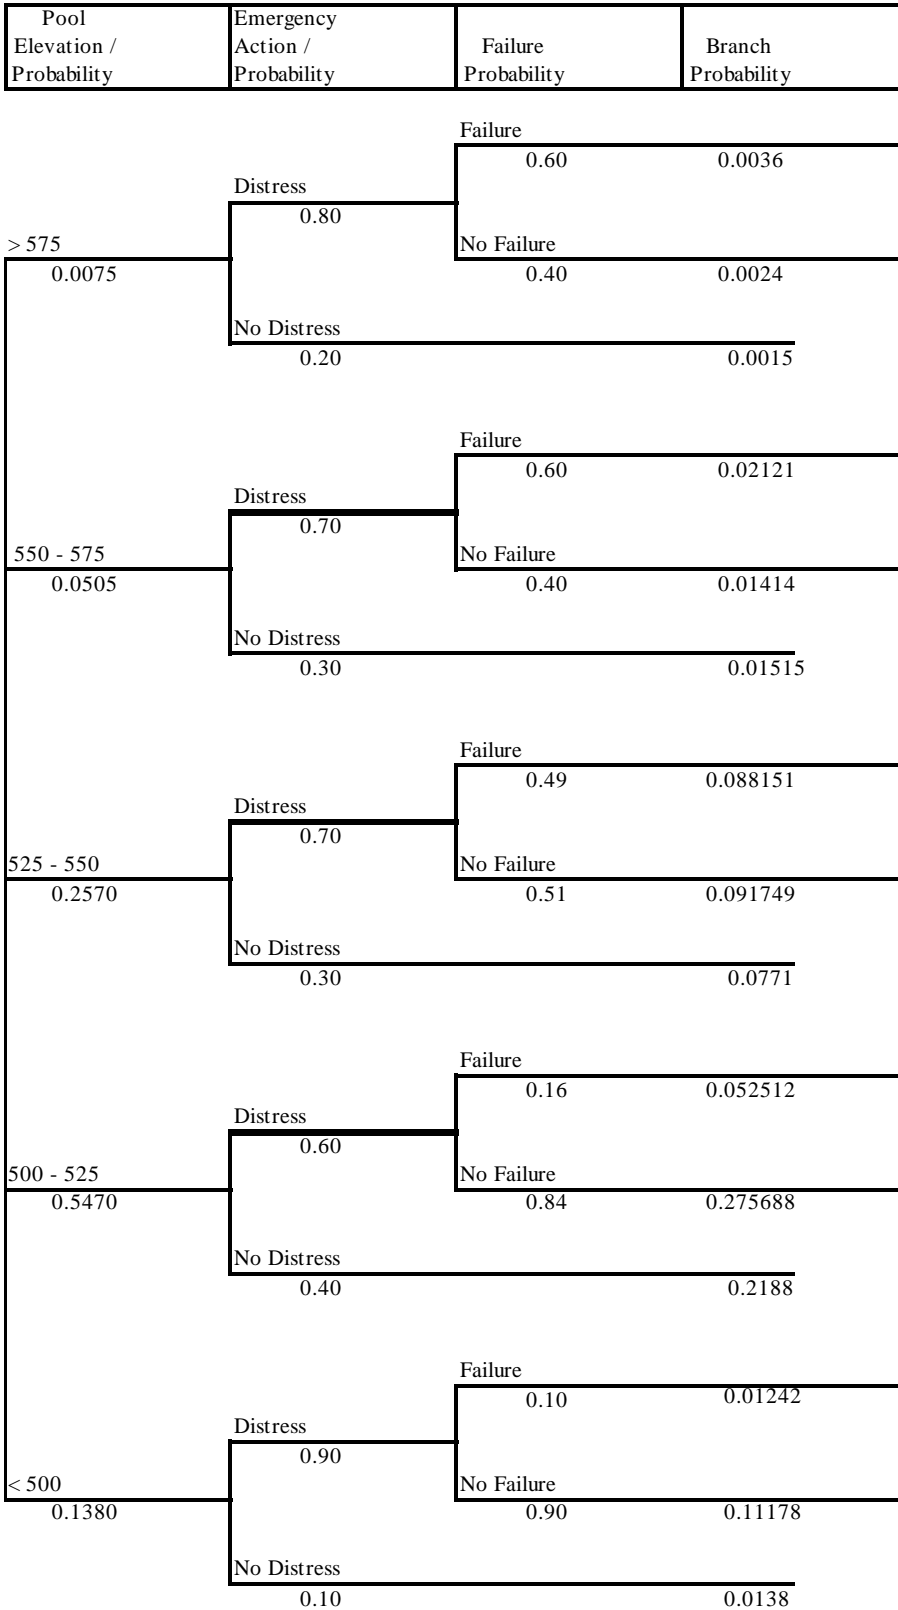 Pool
Elevation /
Probability
Emergency
Action /
Probability
Failure
Probability
Branch
Probability
Failure
0.60 0.0036
Distress
0.80
> 575
0.0075
No Failure
0.40 0.0024
No Distress
0.20 0.0015
Failure
0.60 0.02121
Distress
0.70
550 - 575
0.0505
No Failure
0.40 0.01414
No Distress
0.30 0.01515
Failure
0.49 0.088151
Distress
0.70
525 - 550
0.2570
No Failure
0.51 0.091749
No Distress
0.30 0.0771
Failure
0.16 0.052512
Distress
0.60
500 - 525
0.5470
No Failure
0.84 0.275688
No Distress
0.40 0.2188
Failure
0.10 0.01242
Distress
0.90
< 500
0.1380
No Failure
0.90 0.11178
No Distress
0.10 0.0138